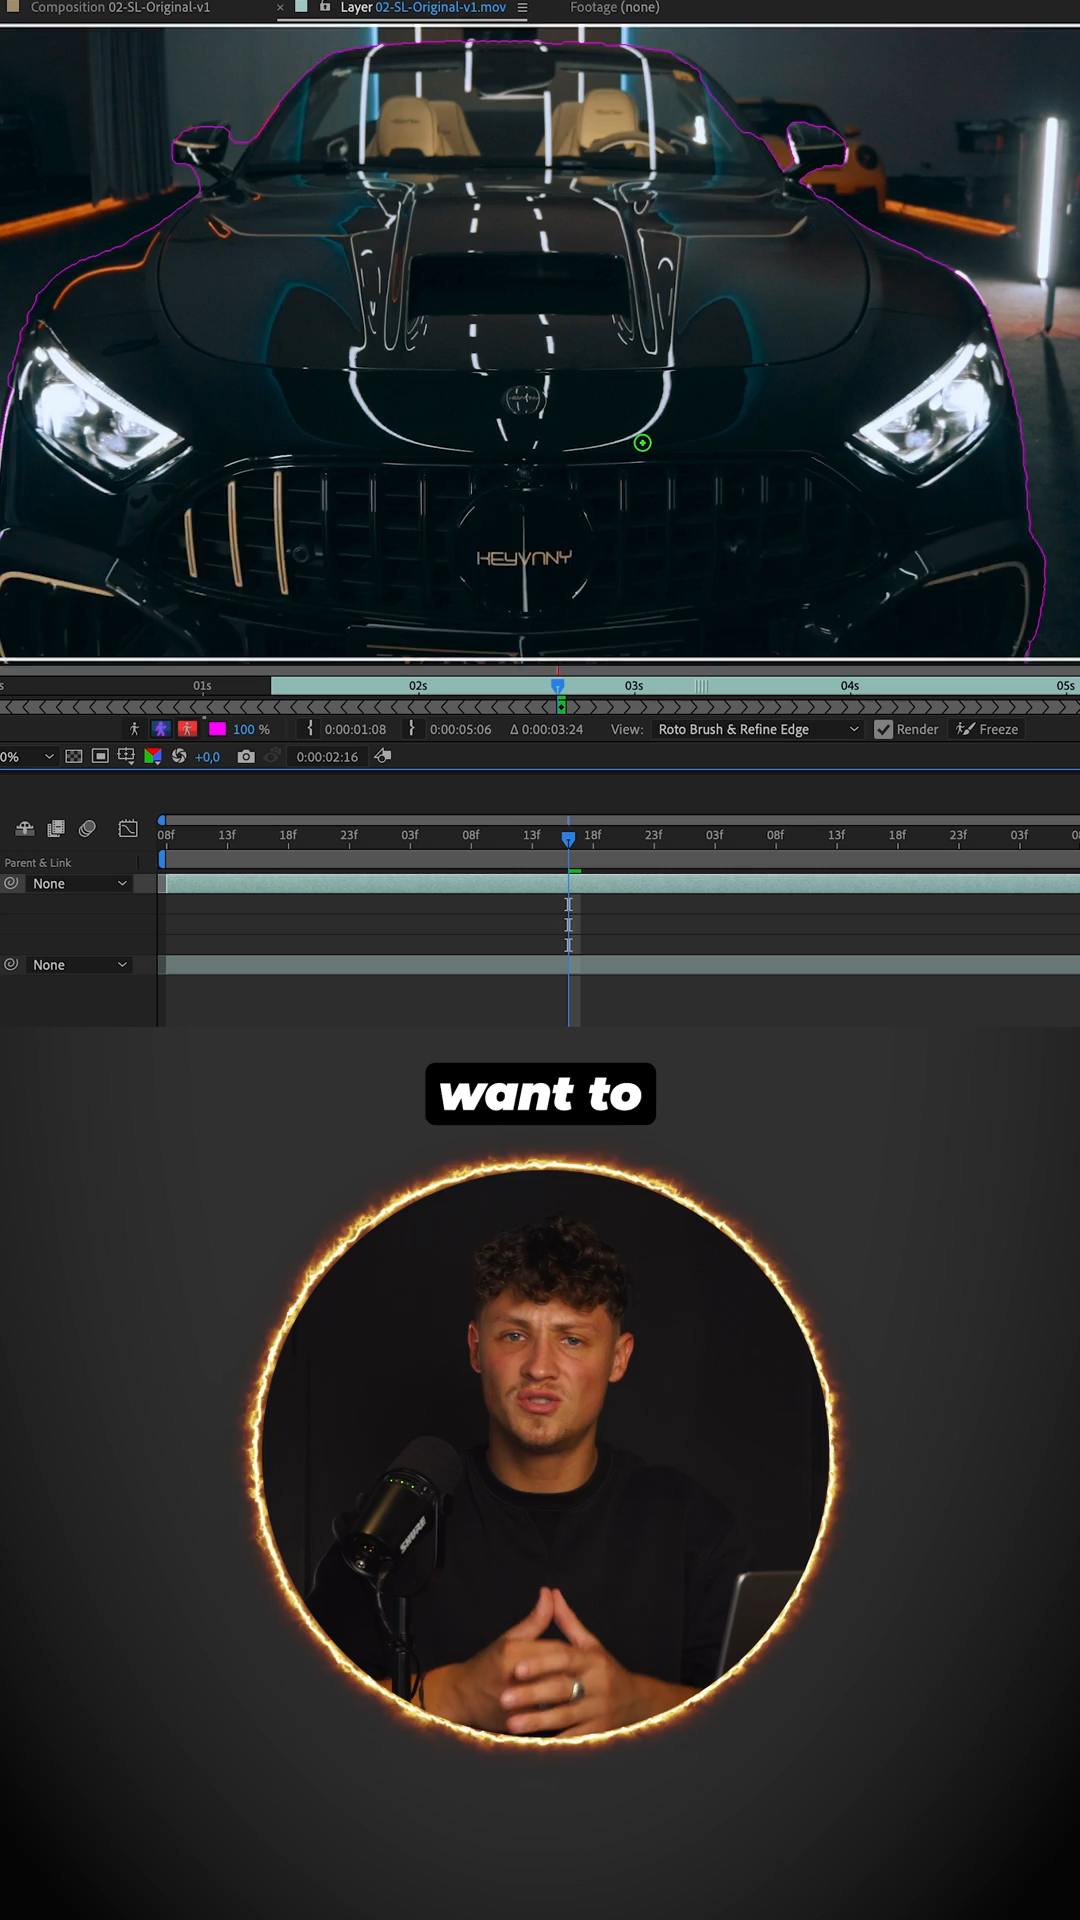 Composition 02-SL-Original-v1 × Layer 02-SL-Original-v1.mov Footage (none)
KEYVANY
s 01s 02s 03s 04s 05s
100 % 0:00:01:08 0:00:05:06 Δ 0:00:03:24 View: Roto Brush & Refine Edge Render Freeze
0% +0,0 0:00:02:16
08f 13f 18f 23f 03f 08f 13f 18f 23f 03f 08f 13f 18f 23f 03f 08
Parent & Link
None
None
want to
SHURE